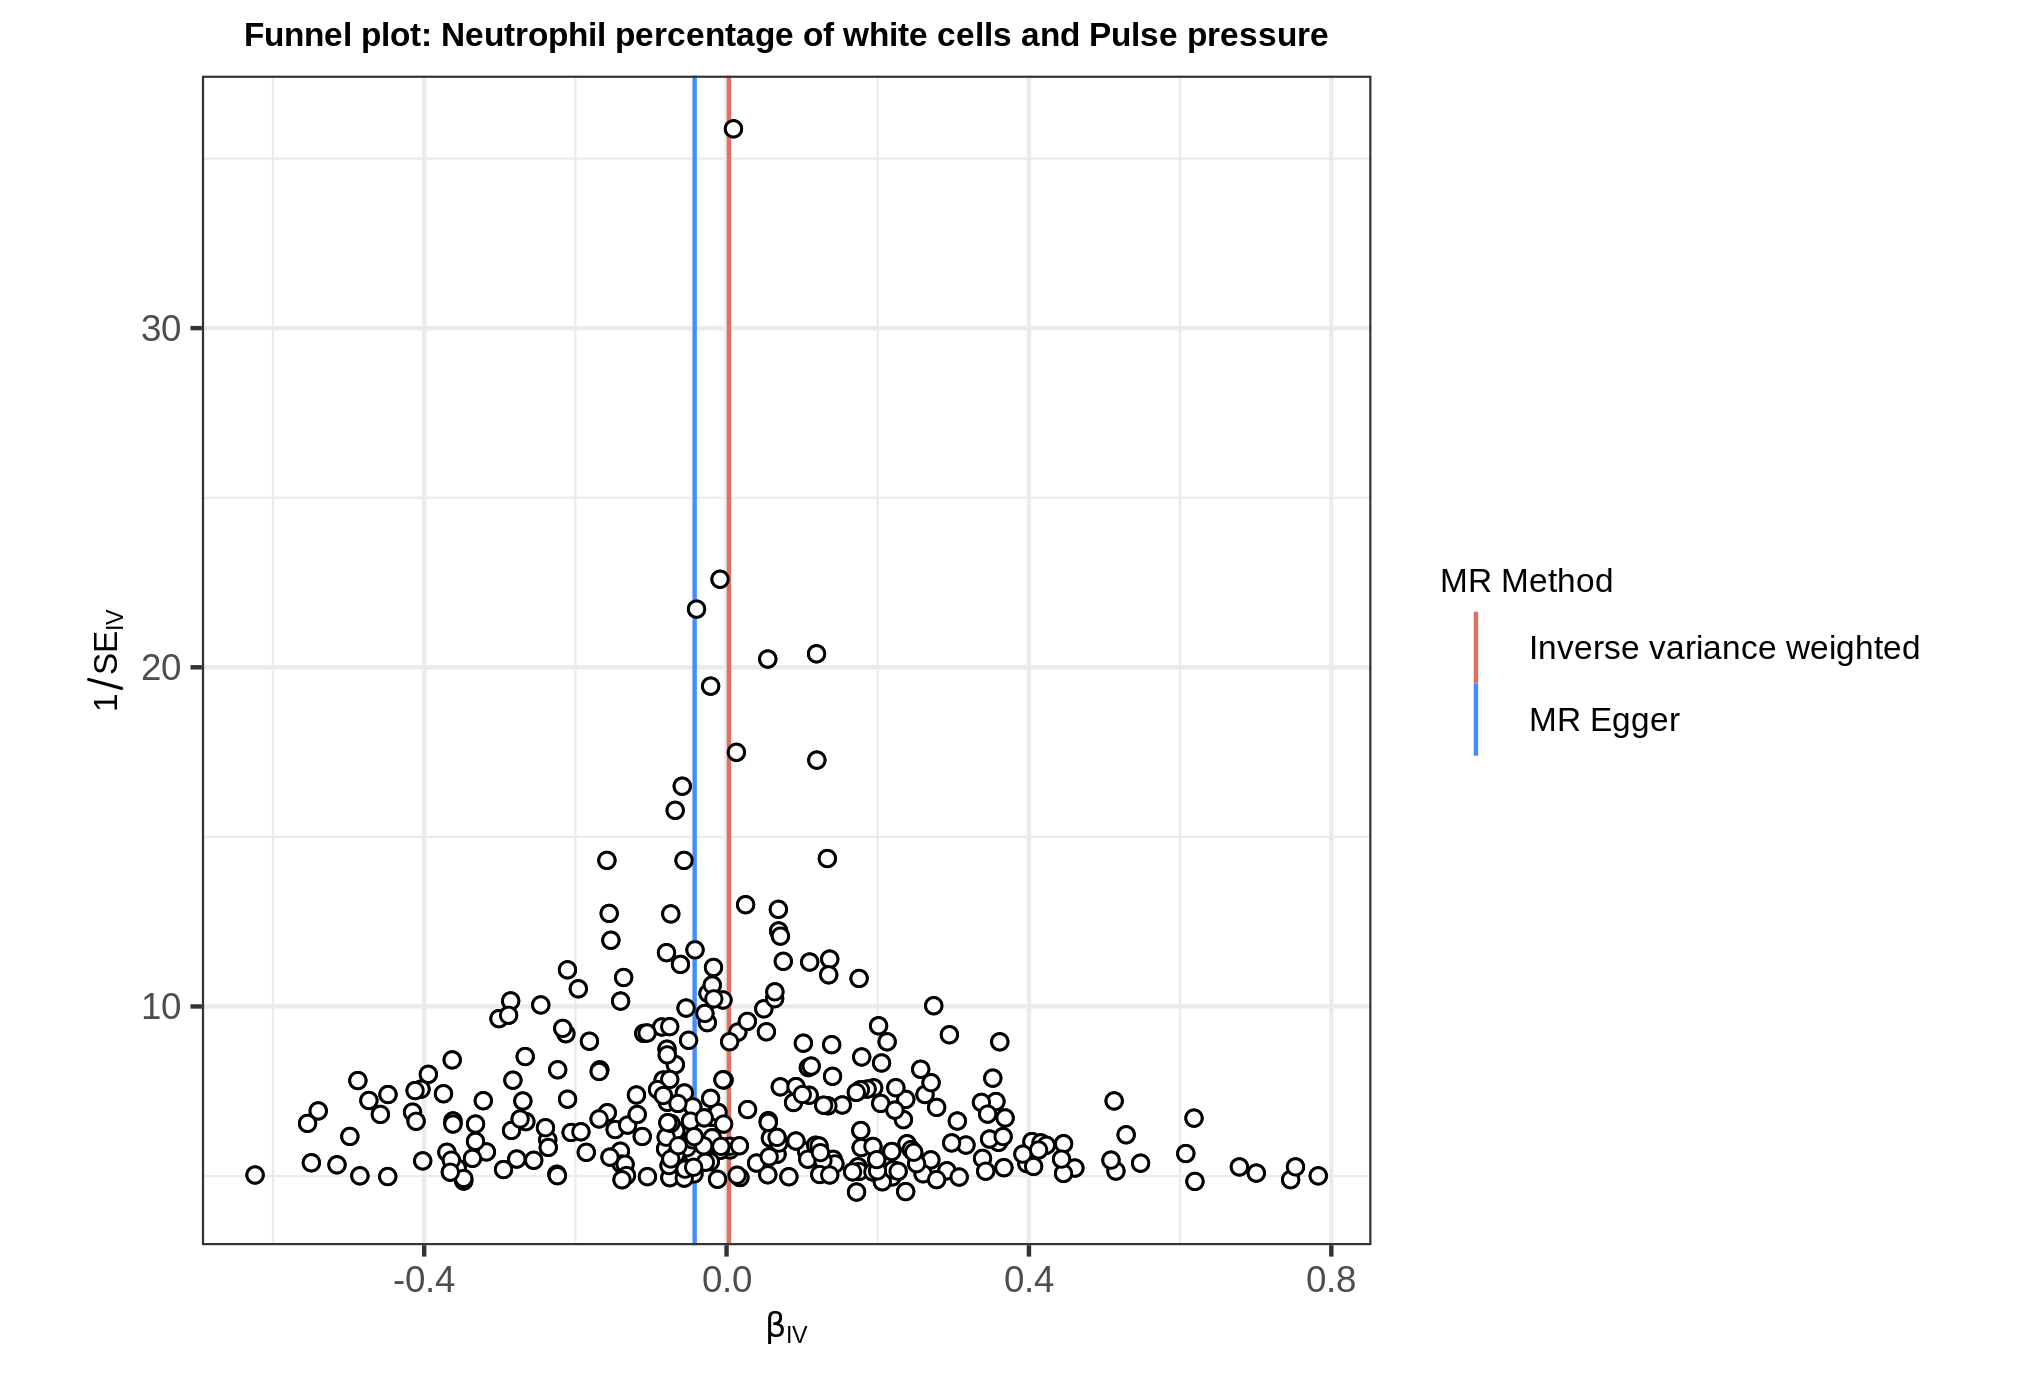 Funnel plot: Neutrophil percentage of white cells and Pulse pressure
30
20
10
1/SE_IV
-0.4 0.0 0.4 0.8
β_IV
MR Method
Inverse variance weighted
MR Egger